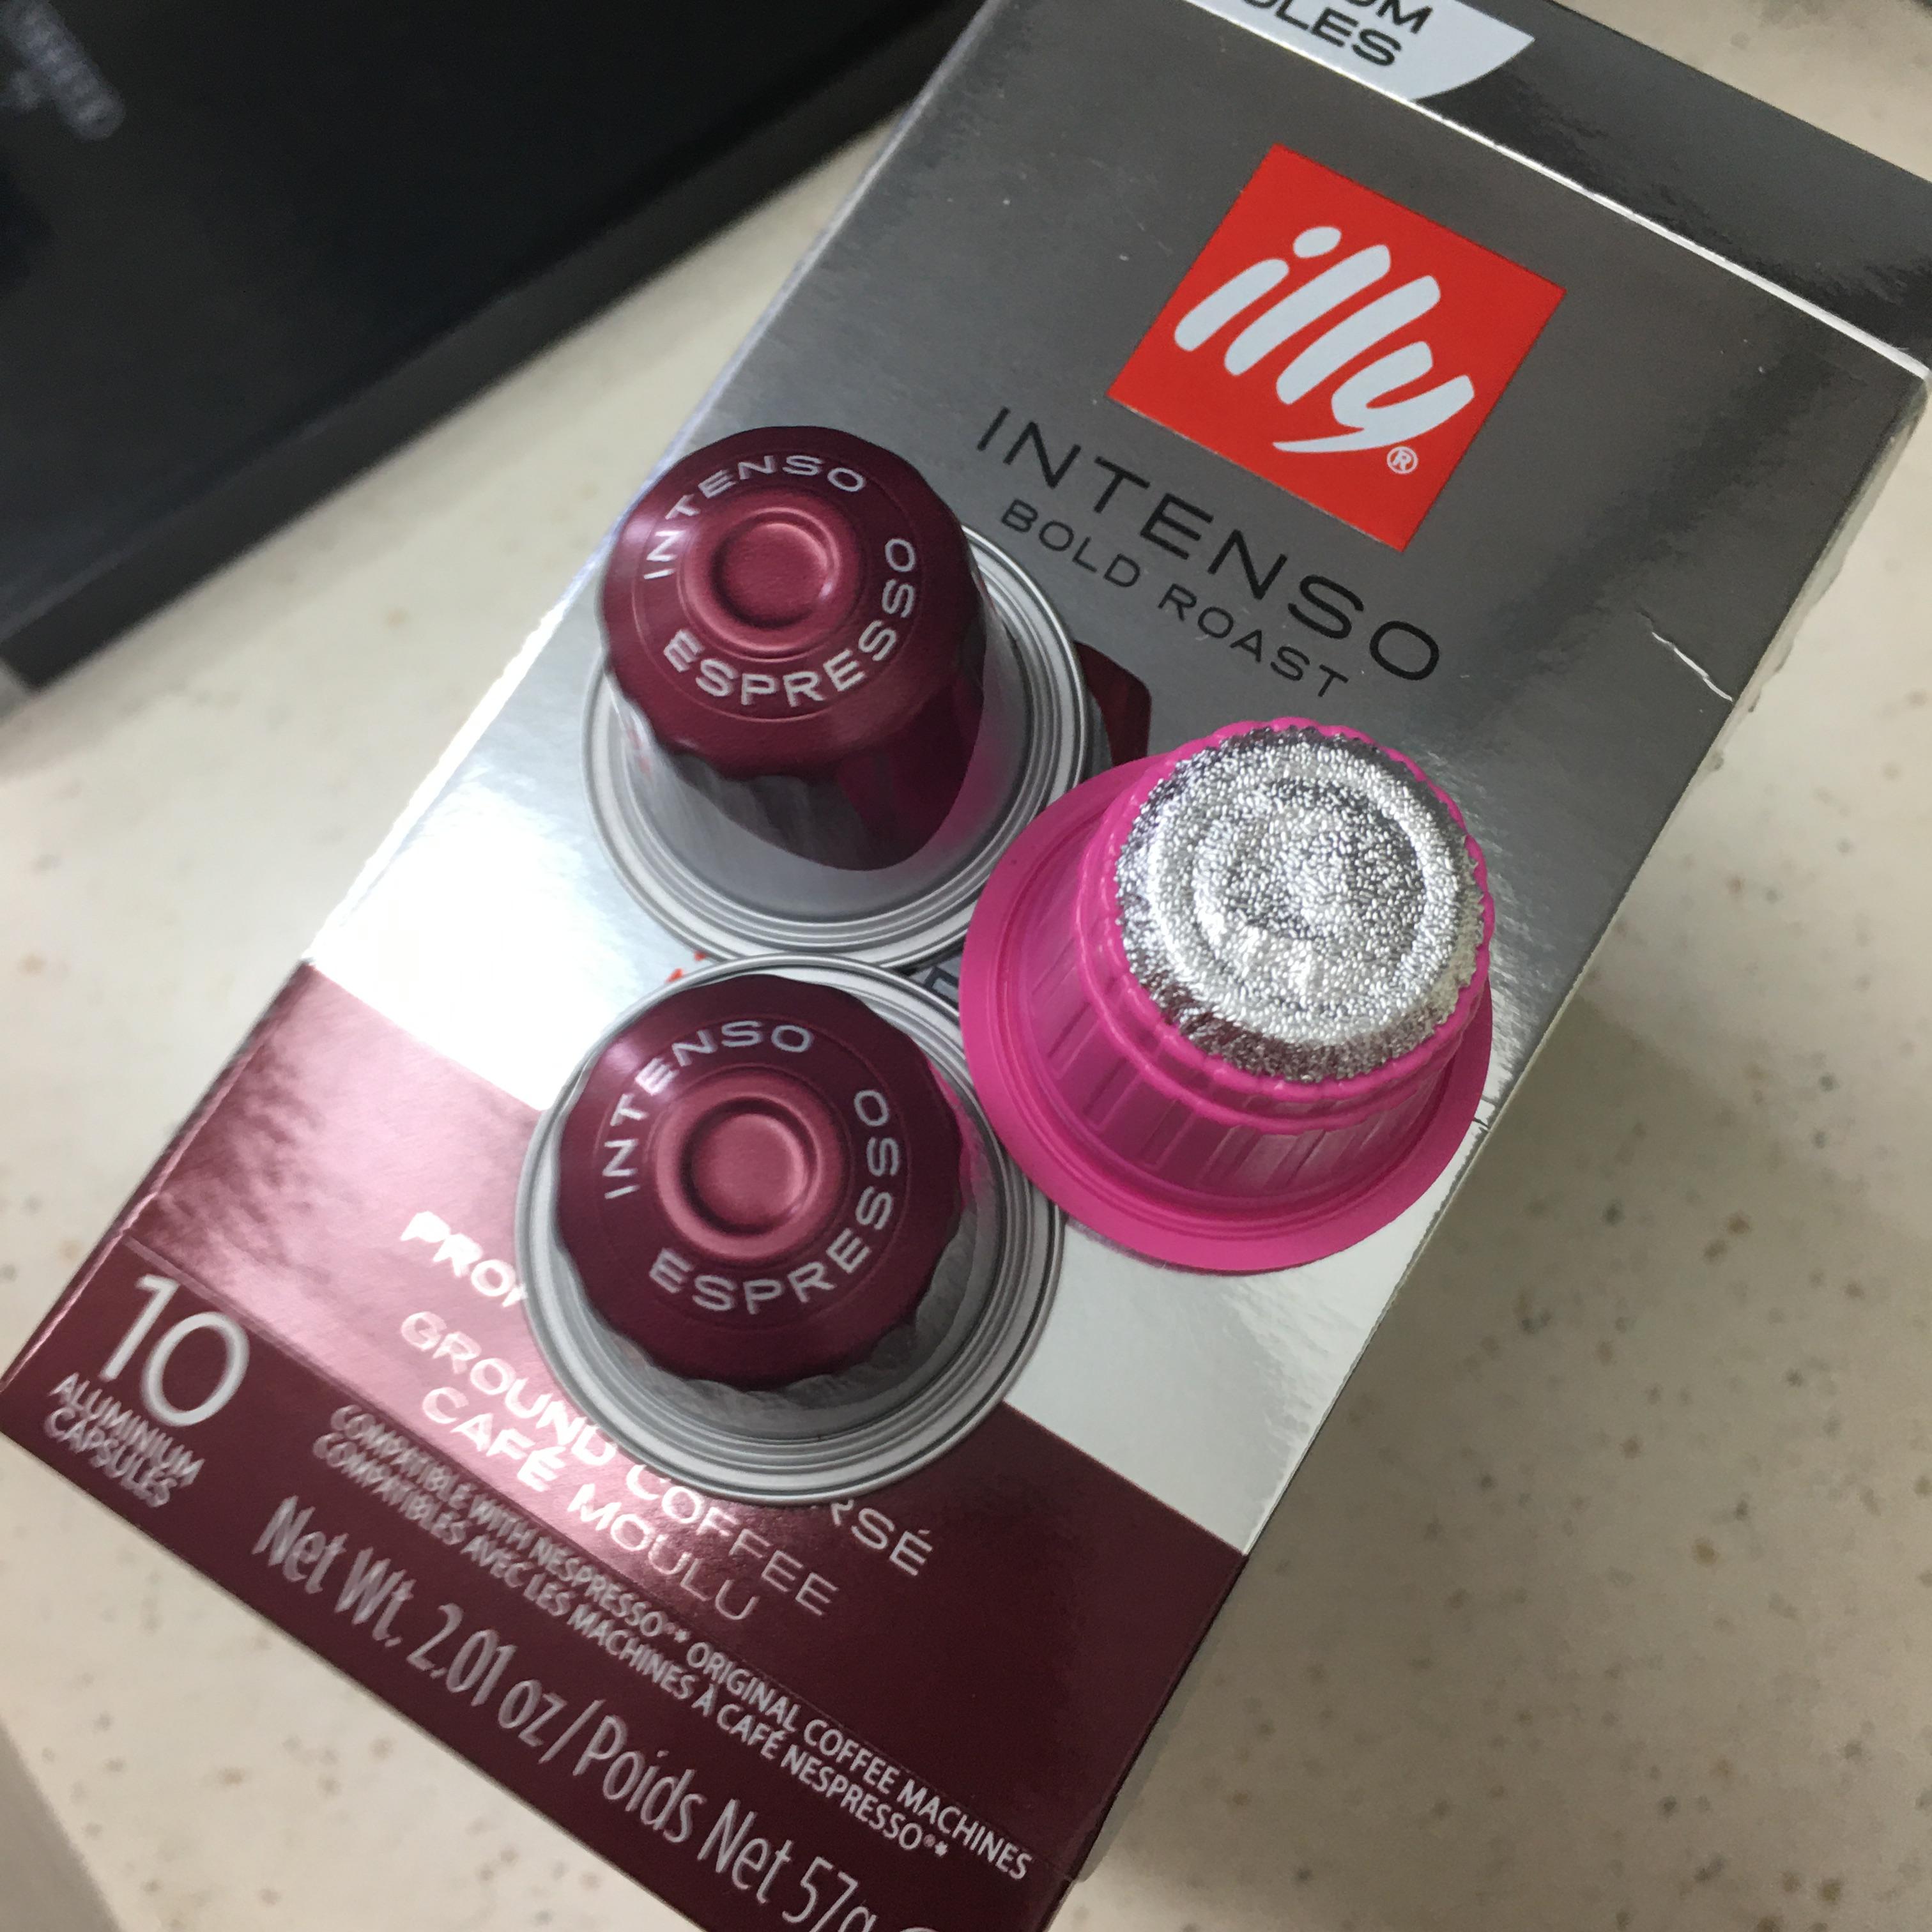 illy®
INTENSO
BOLD ROAST
INTENSO
ESPRESSO
INTENSO
ESPRESSO
GROUND COFFEE
CAFÉ MOULU
10
ALUMINIUM
CAPSULES
COMPATIBLE WITH NESPRESSO®* ORIGINAL COFFEE MACHINES
COMPATIBLES AVEC LES MACHINES À CAFÉ NESPRESSO®*
Net Wt. 2.01 oz/Poids Net 57g